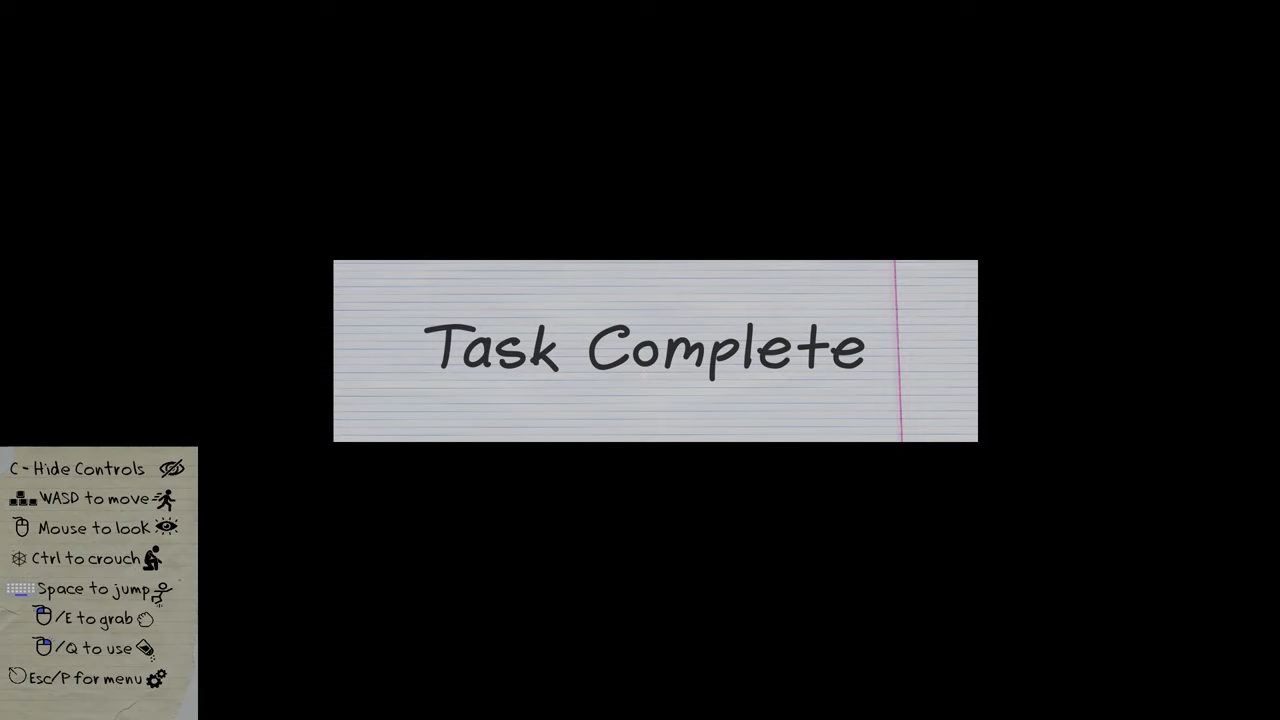 Task Complete
C - Hide Controls
WASD to move
Mouse to look
Ctrl to crouch
Space to jump
/E to grab
/Q to use
Esc/P for menu